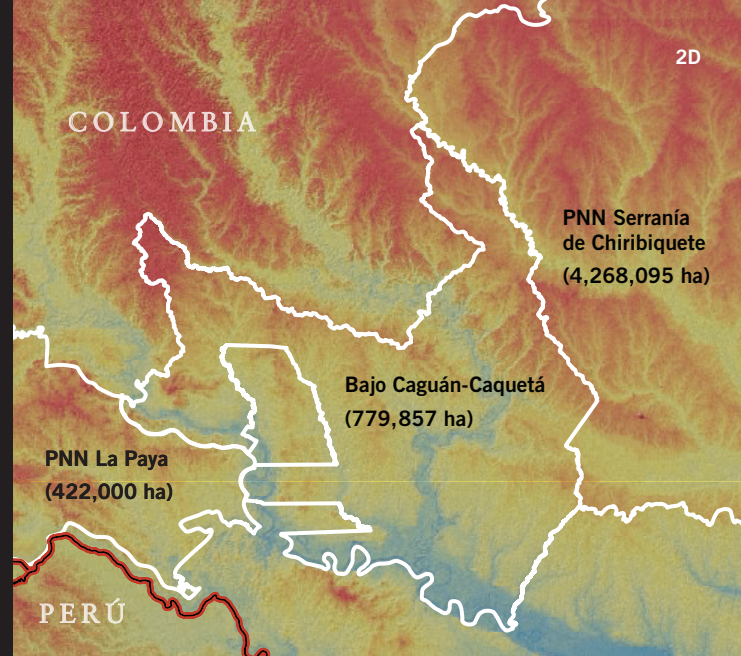 2D
COLOMBIA
PNN Serranía
de Chiribiquete
(4,268,095 ha)
Bajo Caguán-Caquetá
(779,857 ha)
PNN La Paya
(422,000 ha)
PERÚ